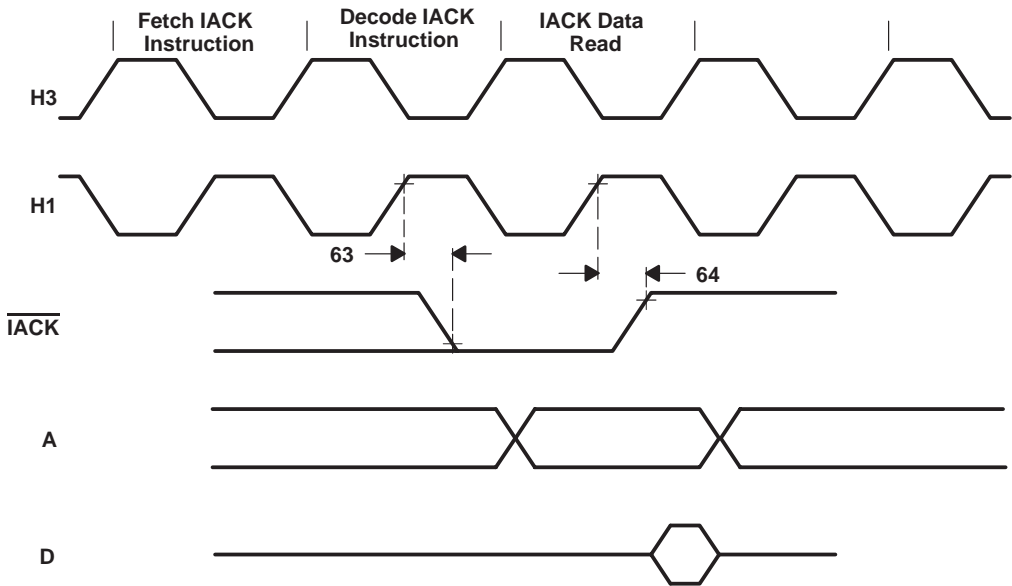 Fetch IACK
Instruction
Decode IACK
Instruction
IACK Data
Read
H3
H1
63
64
IACK
A
D